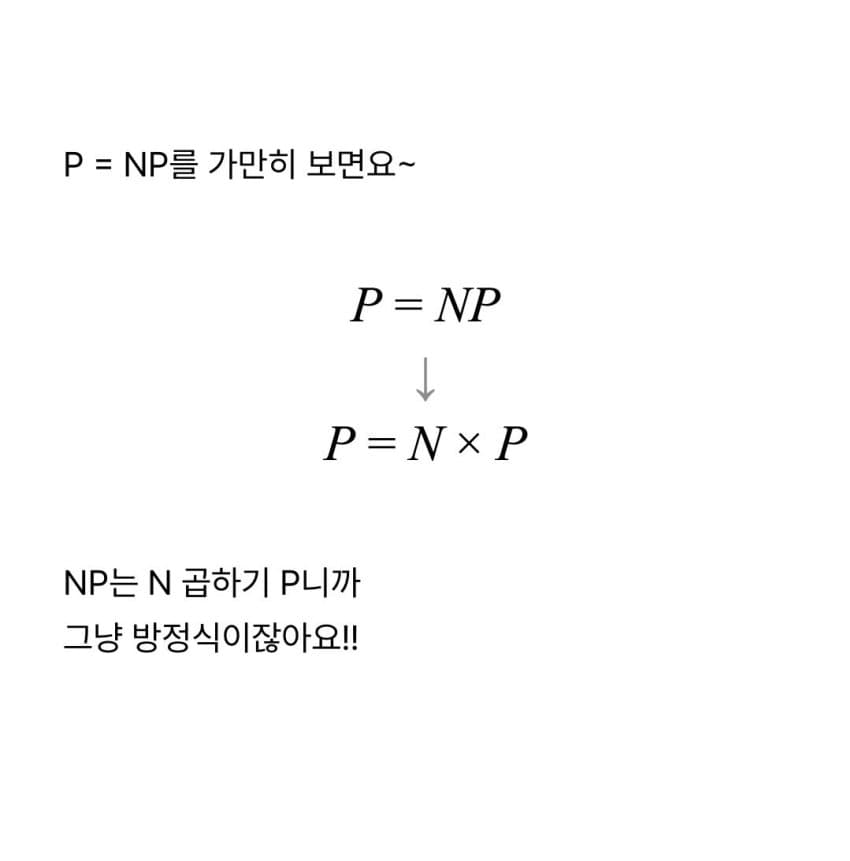 P = NP를 가만히 보면요~
P = NP
↓
P = N × P
NP는 N 곱하기 P니까
그냥 방정식이잖아요!!